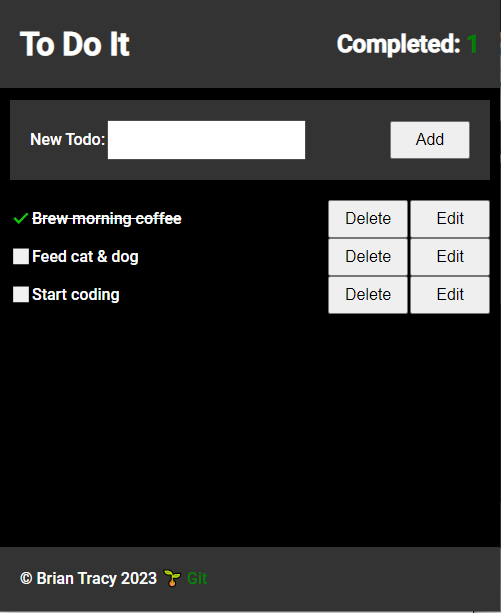 To Do It
Completed: 1
New Todo:
Add
Brew morning coffee
Delete
Edit
Feed cat & dog
Delete
Edit
Start coding
Delete
Edit
© Brian Tracy 2023 🌱 Git